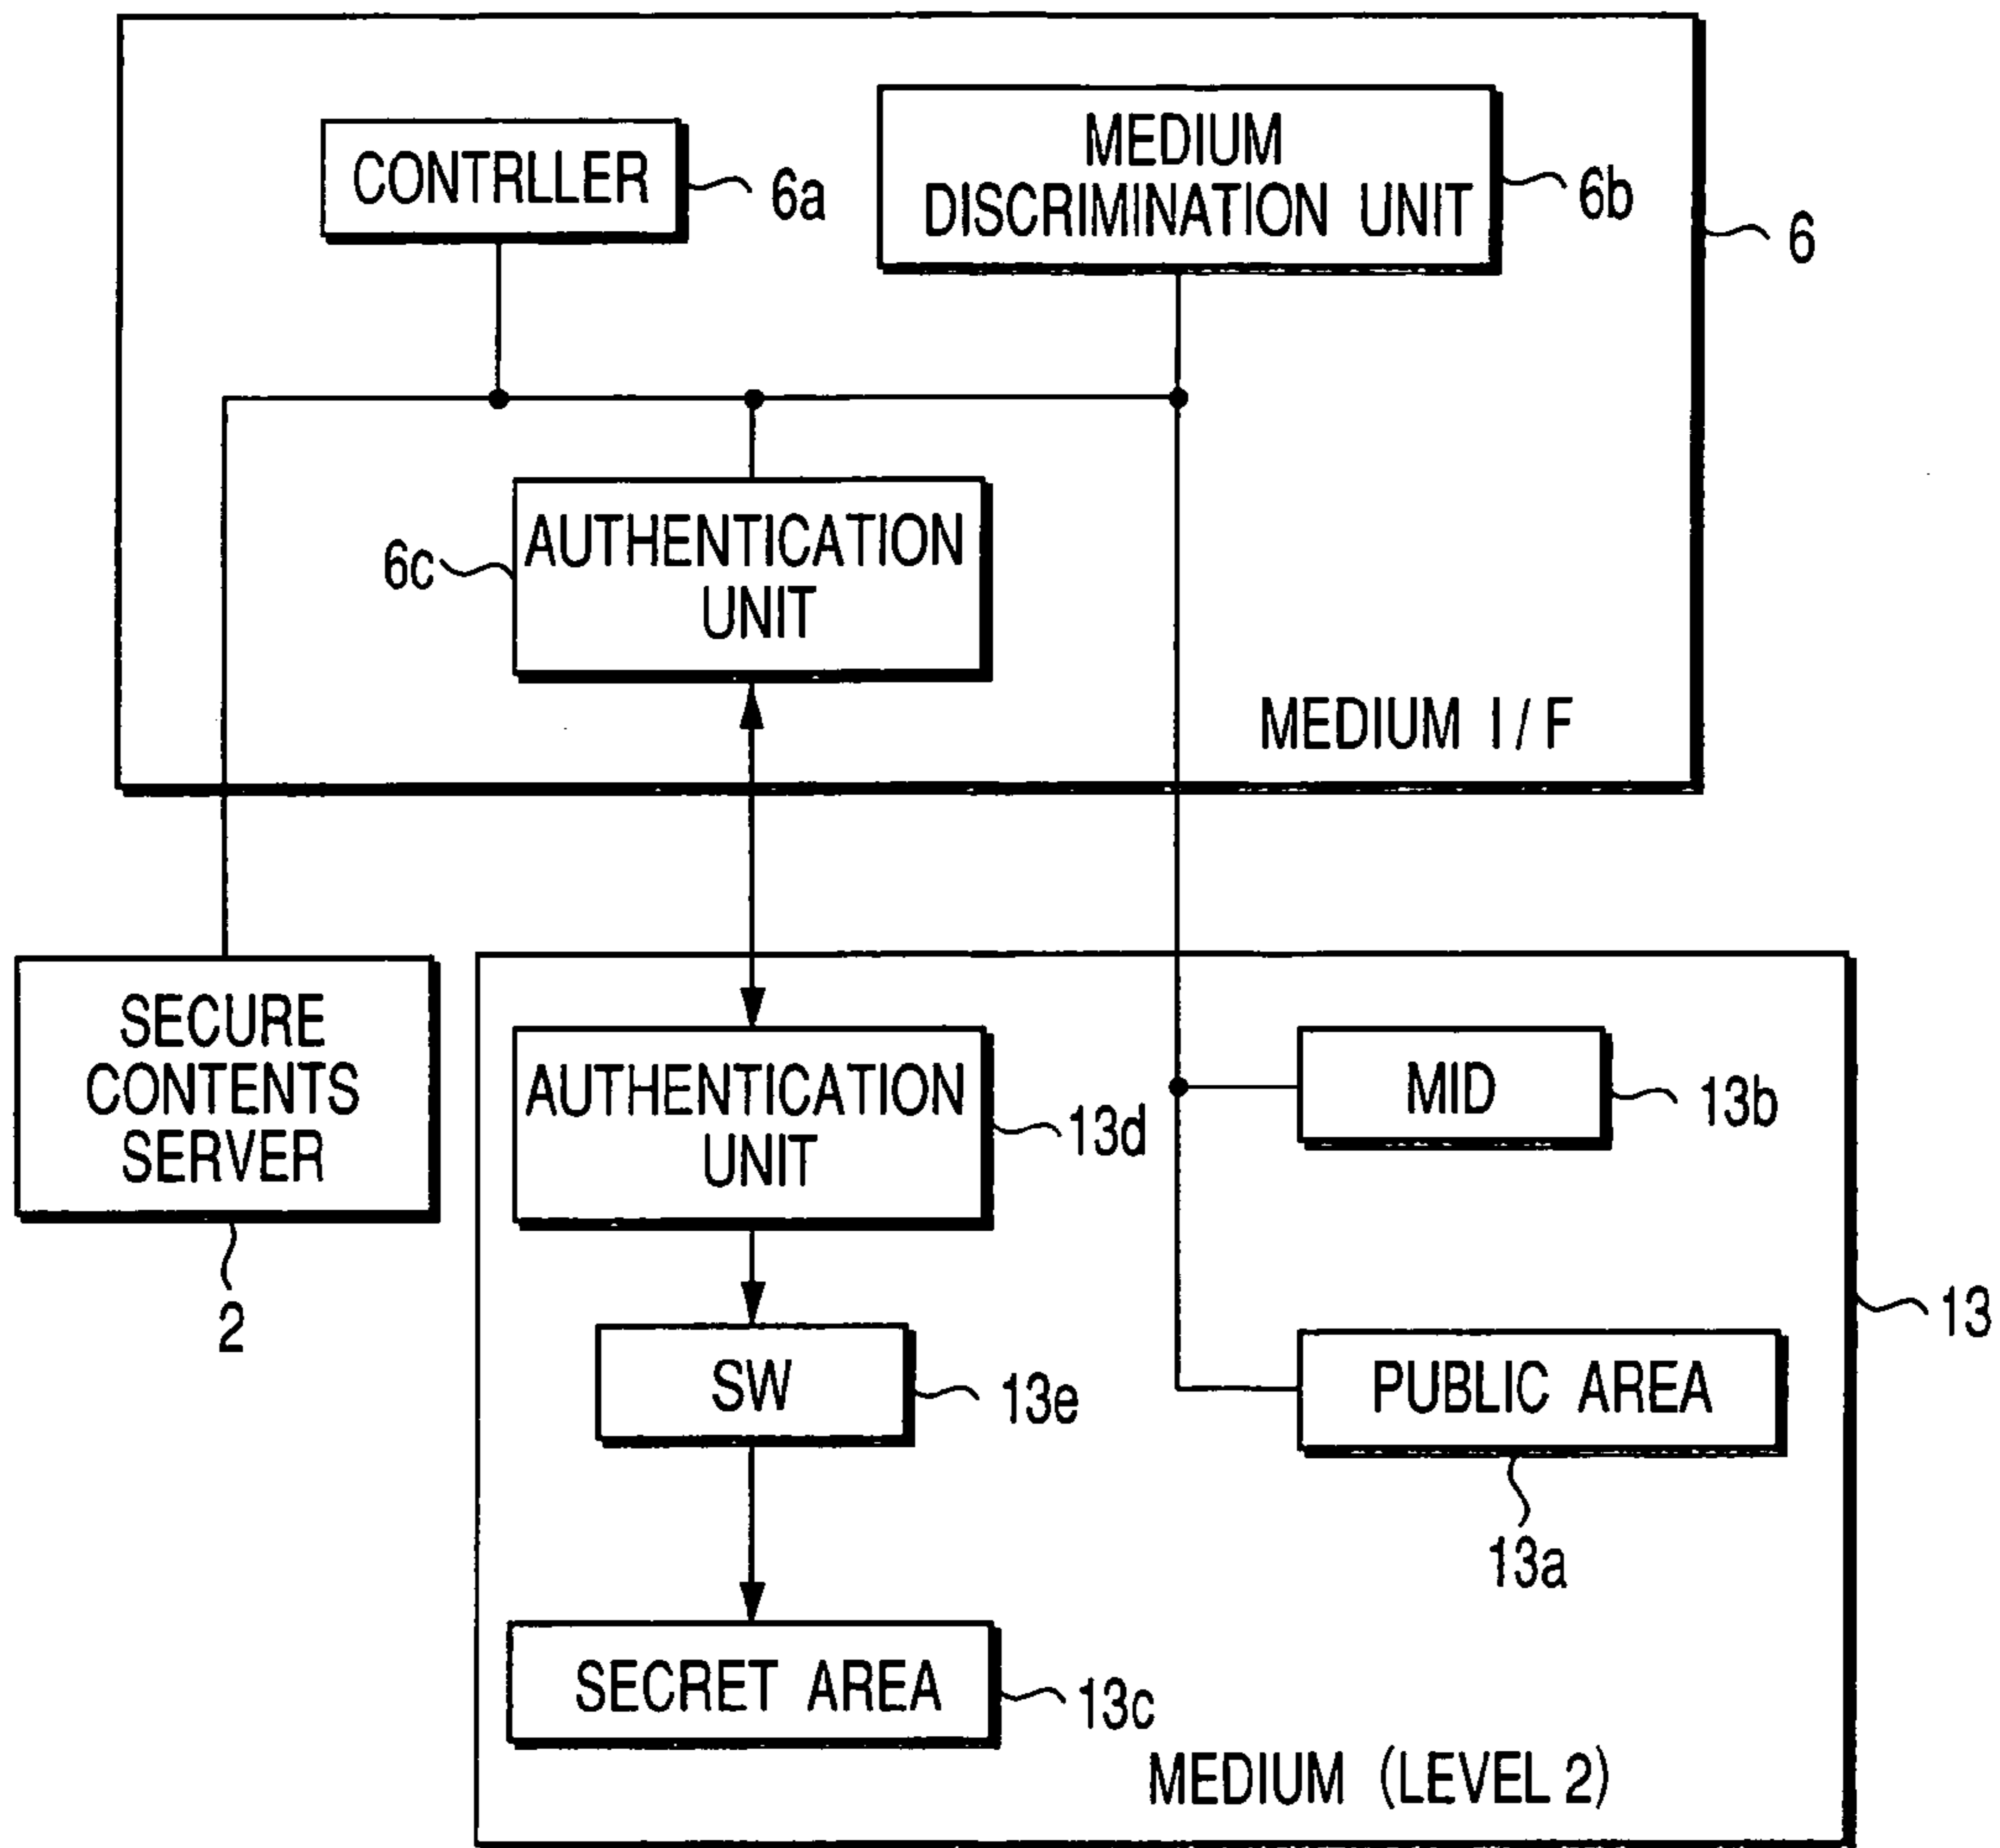 CONTRLLER
6a
MEDIUM
DISCRIMINATION UNIT
6b
6
6c
AUTHENTICATION
UNIT
MEDIUM I/F
SECURE
CONTENTS
SERVER
2
AUTHENTICATION
UNIT
13d
MID
13b
SW
13e
PUBLIC AREA
13a
13
SECRET AREA
13c
MEDIUM (LEVEL 2)